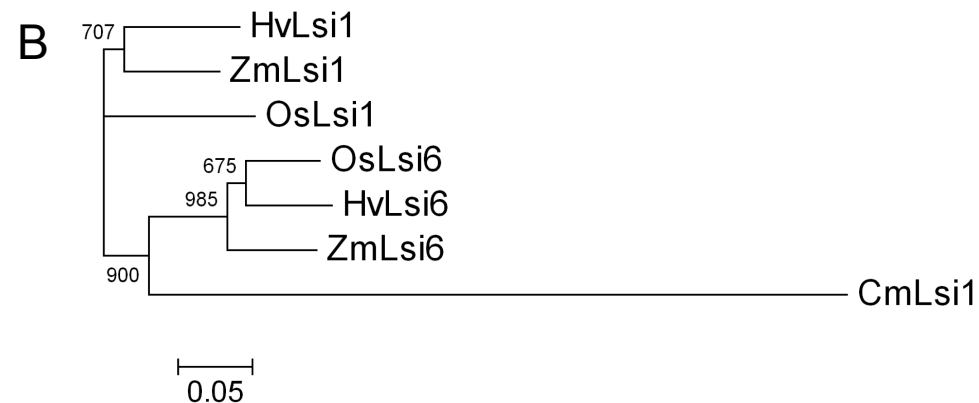 B
707
HvLsi1
ZmLsi1
OsLsi1
675
OsLsi6
985
HvLsi6
ZmLsi6
900
CmLsi1
0.05